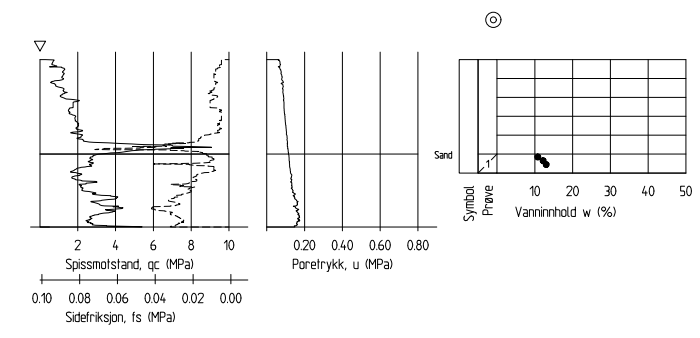 Sand
1
2 4 6 8 10
Spissmotstand, qc (MPa)
0.10 0.08 0.06 0.04 0.02 0.00
Sidefriksjon, fs (MPa)
0.20 0.40 0.60 0.80
Poretrykk, u (MPa)
Symbol
Prøve
10 20 30 40 50
Vanninnhold w (%)